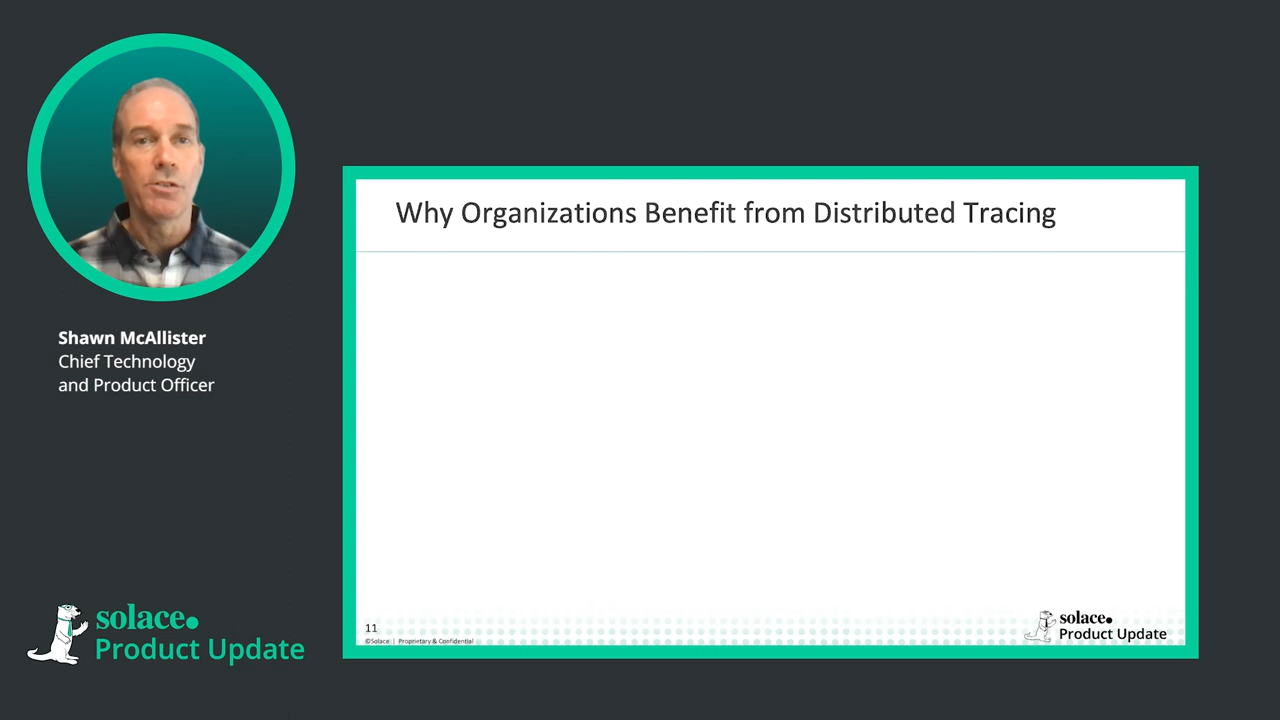 Shawn McAllister
Chief Technology
and Product Officer
solace.
Product Update
Why Organizations Benefit from Distributed Tracing
11
©Solace | Proprietary & Confidential
solace.
Product Update